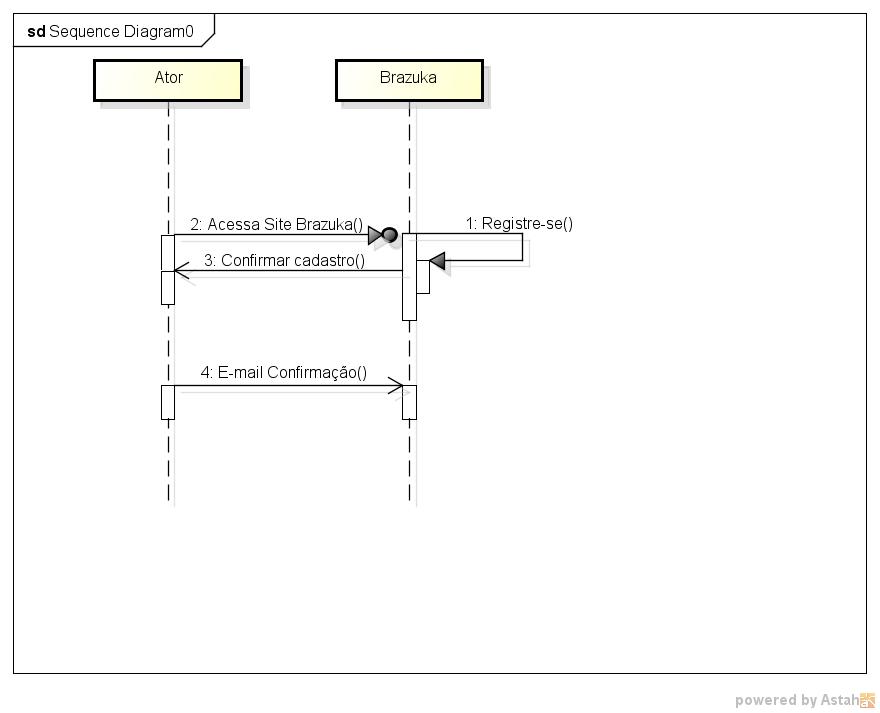 sd Sequence Diagram0
Ator
Brazuka
2: Acessa Site Brazuka()
1: Registre-se()
3: Confirmar cadastro()
4: E-mail Confirmação()
powered by Astah